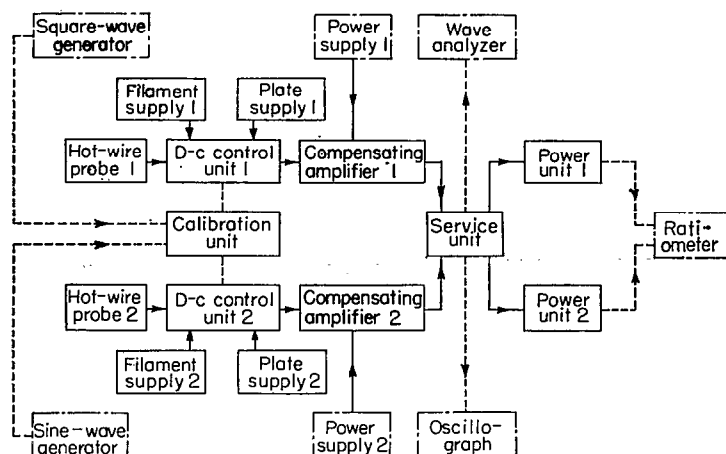 Square-wave
generator
Power
supply 1
Wave
analyzer
Filament
supply 1
Plate
supply 1
Hot-wire
probe 1
D-c control
unit 1
Compensating
amplifier 1
Power
unit 1
Calibration
unit
Service
unit
Rati-
ometer
Hot-wire
probe 2
D-c control
unit 2
Compensating
amplifier 2
Power
unit 2
Filament
supply 2
Plate
supply 2
Sine-wave
generator
Power
supply 2
Oscillo-
graph